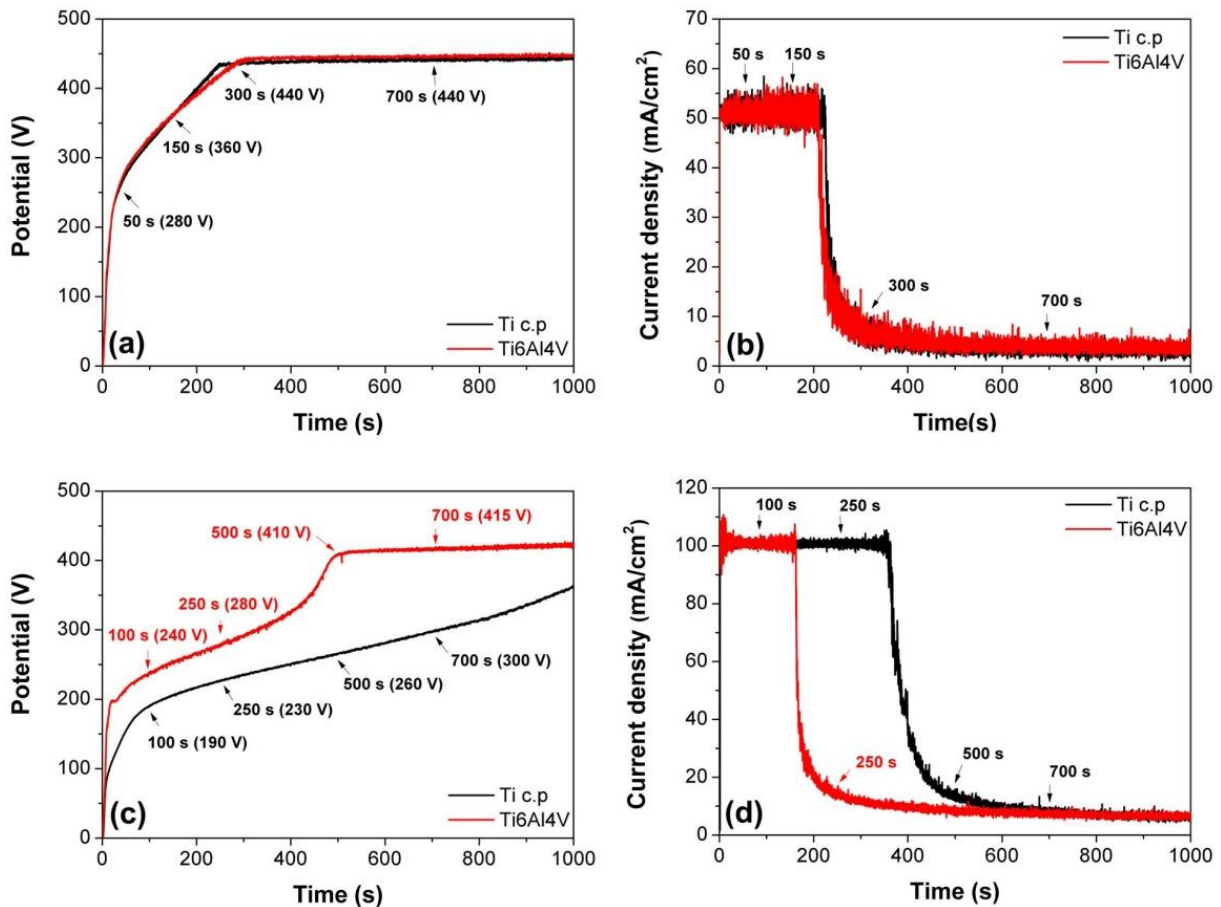 500
400
300
200
100
0
Potential (V)
300 s (440 V)
700 s (440 V)
150 s (360 V)
50 s (280 V)
(a)
Ti c.p
Ti6Al4V
0 200 400 600 800 1000
Time (s)
70
60
50
40
30
20
10
0
Current density (mA/cm²)
50 s 150 s
Ti c.p
Ti6Al4V
300 s
700 s
(b)
0 200 400 600 800 1000
Time(s)
500
400
300
200
100
0
Potential (V)
500 s (410 V)
700 s (415 V)
250 s (280 V)
100 s (240 V)
700 s (300 V)
500 s (260 V)
250 s (230 V)
100 s (190 V)
(c)
Ti c.p
Ti6Al4V
0 200 400 600 800 1000
Time (s)
120
100
80
60
40
20
0
Current density (mA/cm²)
100 s 250 s
Ti c.p
Ti6Al4V
250 s
500 s
700 s
(d)
0 200 400 600 800 1000
Time (s)